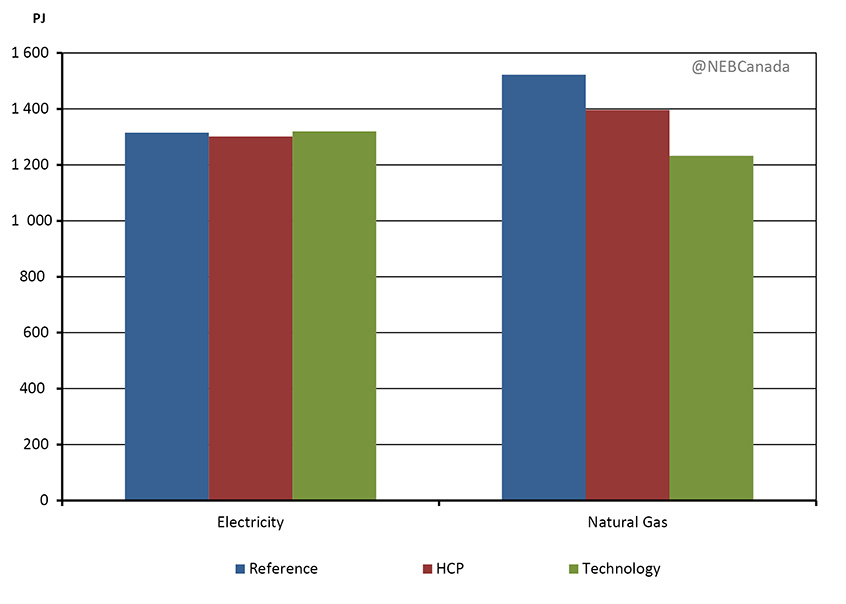 PJ
1 600
@NEBCanada
1 400
1 200
1 000
800
600
400
200
0
Electricity Natural Gas
Reference HCP Technology